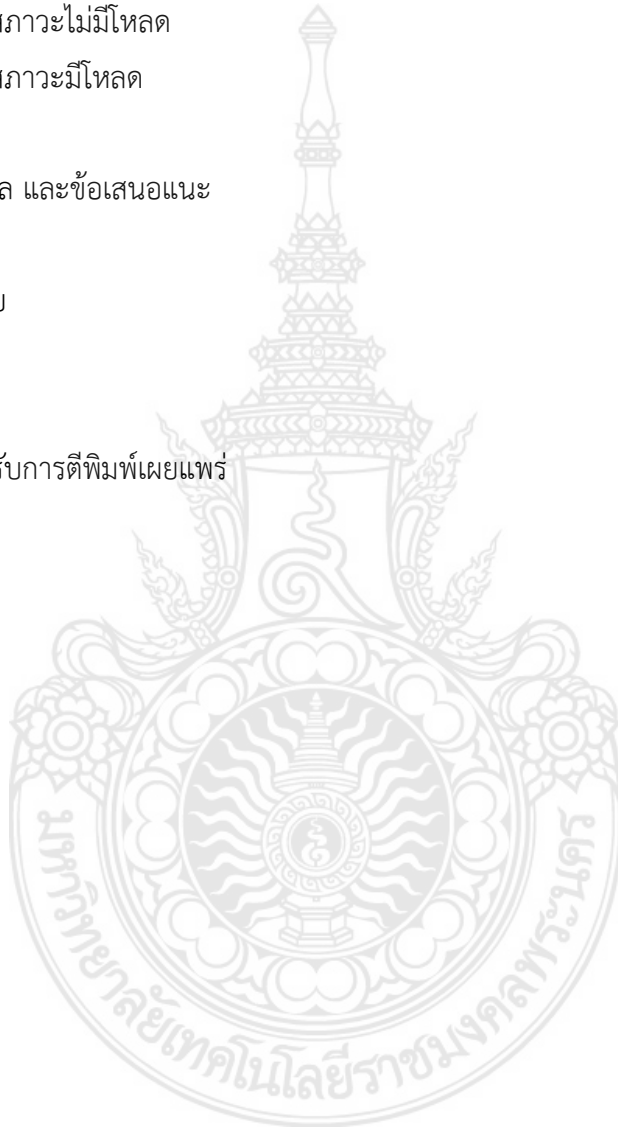 ภาวะไม่มีโหลด
ภาวะมีโหลด
ล และข้อเสนอแนะ
ับการตีพิมพ์เผยแพร่
มหาวิทยาลัยเทคโนโลยีราชมงคลพระนคร